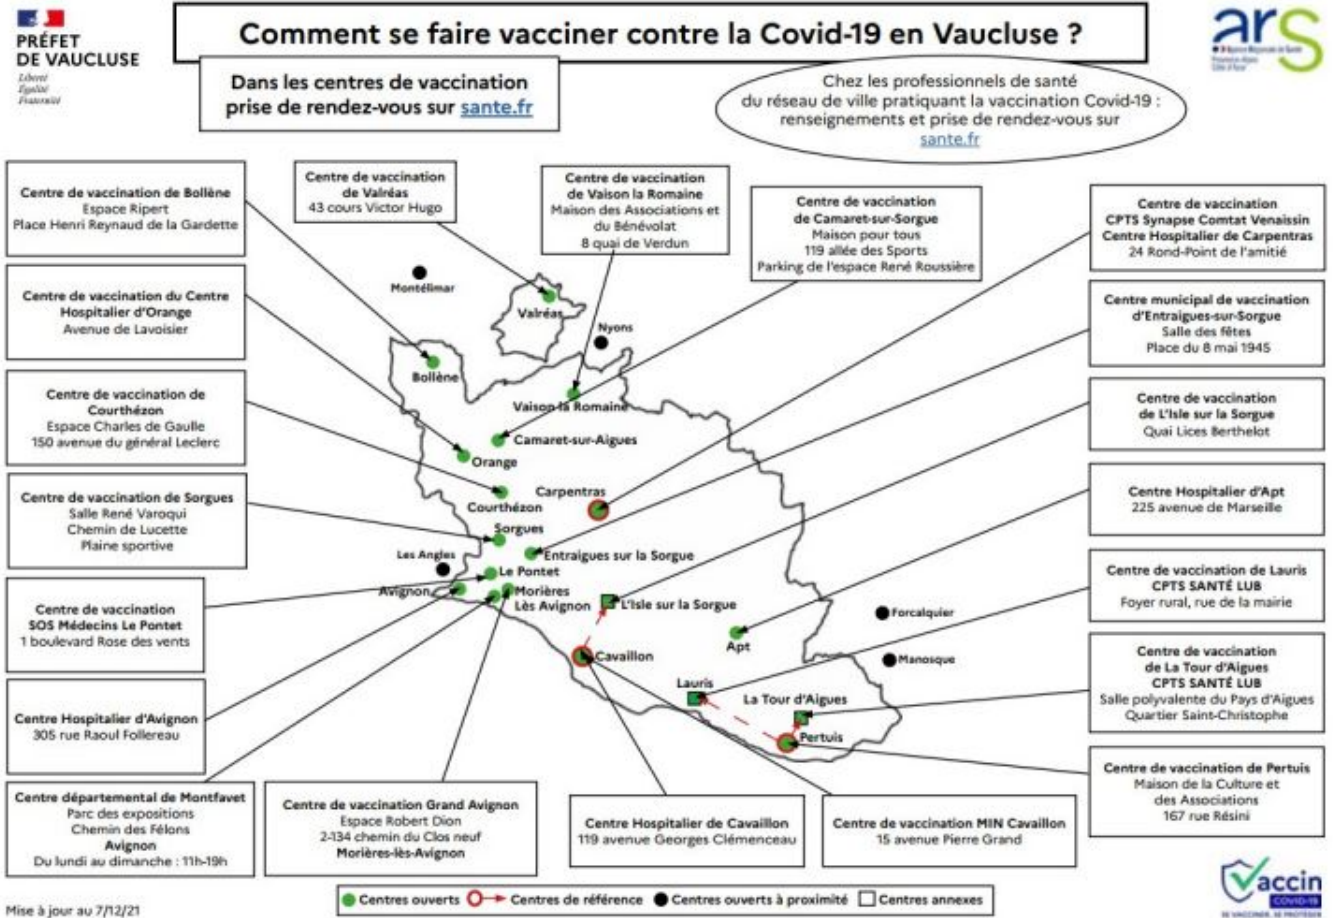 PRÉFET
DE VAUCLUSE
Liberté
Égalité
Fraternité
Comment se faire vacciner contre la Covid-19 en Vaucluse ?
ars
Dans les centres de vaccination
prise de rendez-vous sur sante.fr
Chez les professionnels de santé
du réseau de ville pratiquant la vaccination Covid-19 :
renseignements et prise de rendez-vous sur
sante.fr
Centre de vaccination de Bollène
Espace Ripert
Place Henri Reynaud de la Gardette
Centre de vaccination
de Valréas
43 cours Victor Hugo
Centre de vaccination
de Vaison la Romaine
Maison des Associations et
du Bénévolat
8 quai de Verdun
Centre de vaccination
de Camaret-sur-Sorgue
Maison pour tous
119 allée des Sports
Parking de l'espace René Roussière
Centre de vaccination
CPTS Synapse Comtat Venaissin
Centre Hospitalier de Carpentras
24 Rond-Point de l'amitié
Centre de vaccination du Centre
Hospitalier d'Orange
Avenue de Lavoisier
Centre municipal de vaccination
d'Entraigues-sur-Sorgue
Salle des fêtes
Place du 8 mai 1945
Centre de vaccination de
Courthézon
Espace Charles de Gaulle
150 avenue du général Leclerc
Centre de vaccination
de L'Isle sur la Sorgue
Quai Lices Berthelot
Centre de vaccination de Sorgues
Salle René Varoqui
Chemin de Lucette
Plaine sportive
Centre Hospitalier d'Apt
225 avenue de Marseille
Centre de vaccination
SOS Médecins Le Pontet
1 boulevard Rose des vents
Centre de vaccination de Lauris
CPTS SANTÉ LUB
Foyer rural, rue de la mairie
Centre Hospitalier d'Avignon
305 rue Raoul Follereau
Centre de vaccination
de La Tour d'Aigues
CPTS SANTÉ LUB
Salle polyvalente du Pays d'Aigues
Quartier Saint-Christophe
Centre départemental de Montfavet
Parc des expositions
Chemin des Félons
Avignon
Du lundi au dimanche : 11h-19h
Centre de vaccination Grand Avignon
Espace Robert Dion
2-134 chemin du Clos neuf
Morières-lès-Avignon
Centre Hospitalier de Cavaillon
119 avenue Georges Clémenceau
Centre de vaccination MIN Cavaillon
15 avenue Pierre Grand
Centre de vaccination de Pertuis
Maison de la Culture et
des Associations
167 rue Résini
Montélimar
Valréas
Nyons
Bollène
Vaison la Romaine
Camaret-sur-Aigues
Orange
Carpentras
Courthézon
Sorgues
Les Angles
Entraigues sur la Sorgue
Le Pontet
Avignon
Morières
Lès Avignon
L'Isle sur la Sorgue
Forcalquier
Apt
Cavaillon
Manosque
Lauris
La Tour d'Aigues
Pertuis
Centres ouverts
Centres de référence
Centres ouverts à proximité
Centres annexes
Mise à jour au 7/12/21
Vaccin
COVID-19
SE VACCINER, SE PROTÉGER